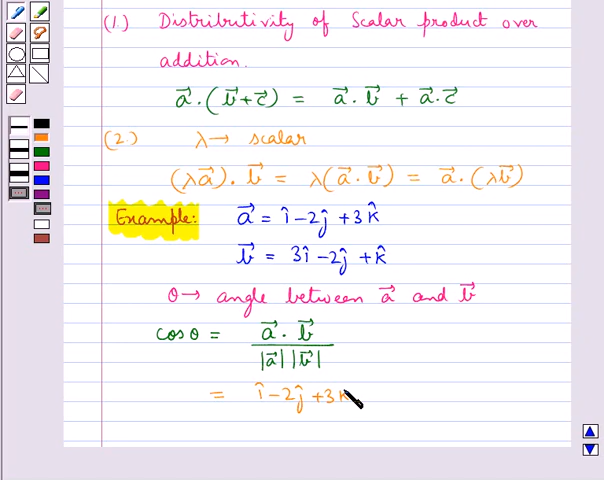 (1.) Distributivity of Scalar product over
addition.
a⃗ · (b⃗ + c⃗) = a⃗ · b⃗ + a⃗ · c⃗
(2.) λ → scalar
(λa⃗) · b⃗ = λ(a⃗ · b⃗) = a⃗ · (λb⃗)
Example: a⃗ = î - 2ĵ + 3k̂
b⃗ = 3î - 2ĵ + k̂
θ → angle between a⃗ and b⃗
cos θ = a⃗ · b⃗ / |a⃗| |b⃗|
= î - 2ĵ + 3k